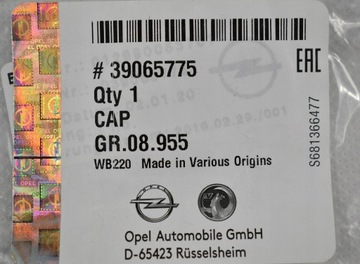 # 39065775
EAC
Qty 1
CAP
GR.08.955
WB220 Made in Various Origins
S681366477
Opel Automobile GmbH
D-65423 Rüsselsheim